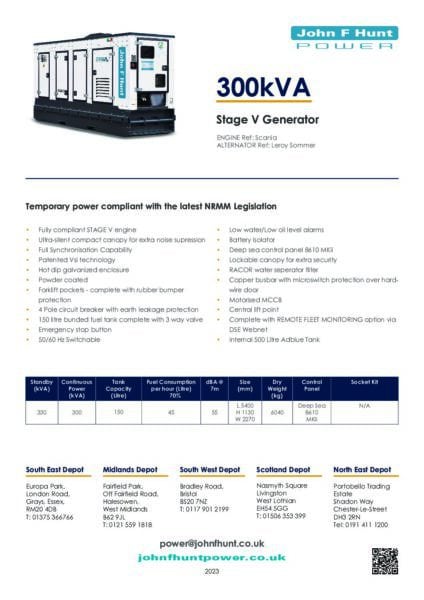 John F Hunt
POWER
John F Hunt
300kVA
Stage V Generator
ENGINE Ref: Scania
ALTERNATOR Ref: Leroy Sommer
Temporary power compliant with the latest NRMM Legislation
• Fully compliant STAGE V engine
• Ultra-silent compact canopy for extra noise supression
• Full Synchronisation Capability
• Patented Vsi technology
• Hot dip galvanized enclosure
• Powder coated
• Forklift pockets - complete with rubber bumper
protection
• 4 Pole circuit breaker with earth leakage protection
• 150 litre bunded fuel tank complete with 3 way valve
• Emergency stop button
• 50/60 Hz Switchable
• Low water/Low oil level alarms
• Battery Isolator
• Deep sea control panel 8610 MKII
• Lockable canopy for extra security
• RACOR water seperator filter
• Copper busbar with microswitch protection over hard-
wire door
• Motorised MCCB
• Central lift point
• Complete with REMOTE FLEET MONITORING option via
DSE Webnet
• Internal 500 Litre Adblue Tank
Standby (kVA) Continuous Power (kVA) Tank Capacity (Litre) Fuel Consumption per hour (Litre) 70% dBA @ 7m Size (mm) Dry Weight (kg) Control Panel Socket Kit
330 300 150 45 55 L 5400 H 1130 W 2270 6040 Deep Sea 8610 MKII N/A
South East Depot
Europa Park,
London Road,
Grays, Essex,
RM20 4DB
T: 01375 366766
Midlands Depot
Fairfield Park,
Off Fairfield Road,
Halesowen,
West Midlands
B62 9JL
T: 0121 559 1818
South West Depot
Bradley Road,
Bristol
BS20 7NZ
T: 0117 901 2199
Scotland Depot
Nasmyth Square
Livingston
West Lothian
EH54 5GG
T: 01506 353 399
North East Depot
Portobello Trading
Estate
Shadon Way
Chester-Le-Street
DH3 2RN
Tel: 0191 411 1200
power@johnfhunt.co.uk
johnfhuntpower.co.uk
2023